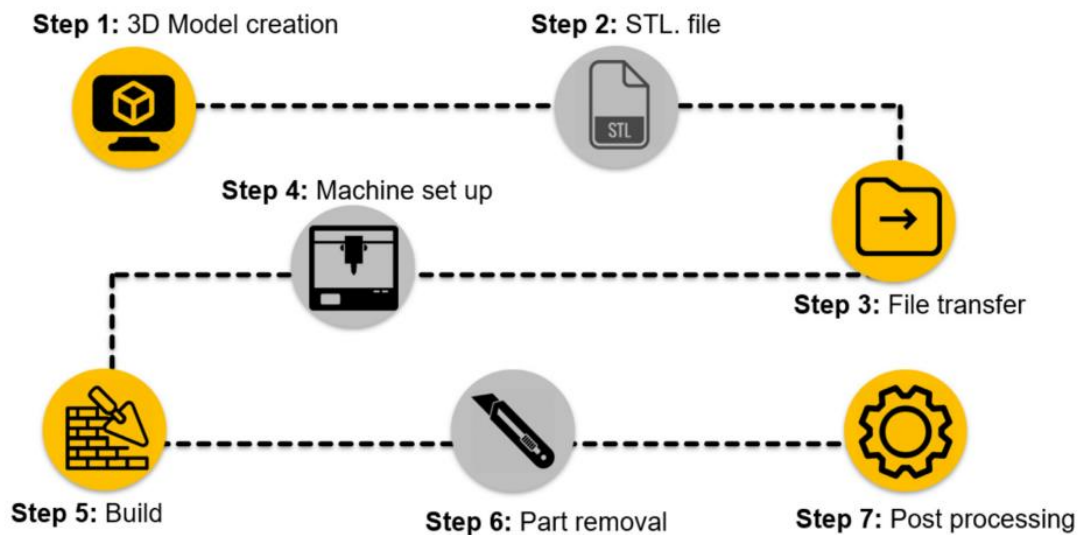 Step 1: 3D Model creation
Step 2: STL. file
STL
Step 3: File transfer
Step 4: Machine set up
Step 5: Build
Step 6: Part removal
Step 7: Post processing